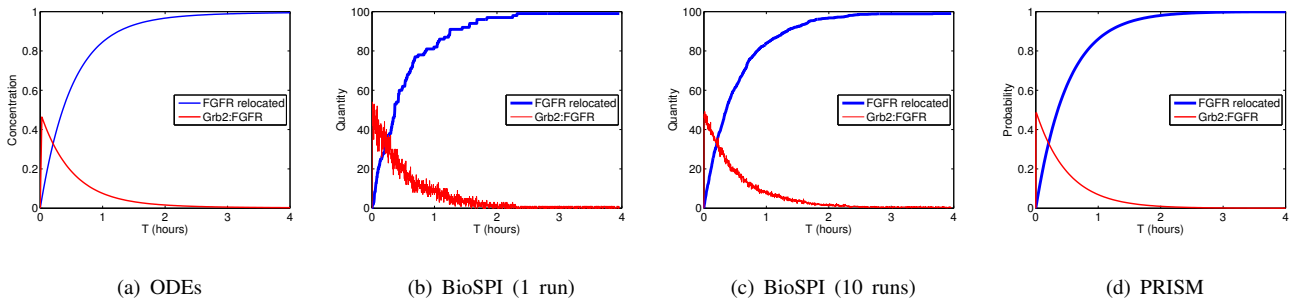 1
0.8
0.6
0.4
0.2
0
Concentration
FGFR relocated
Grb2:FGFR
0 1 2 3 4
T (hours)
(a) ODEs
100
80
60
40
20
0
Quantity
FGFR relocated
Grb2:FGFR
0 1 2 3 4
T (hours)
(b) BioSPI (1 run)
100
80
60
40
20
0
Quantity
FGFR relocated
Grb2:FGFR
0 1 2 3 4
T (hours)
(c) BioSPI (10 runs)
1
0.8
0.6
0.4
0.2
0
Probability
FGFR relocated
Grb2:FGFR
0 1 2 3 4
T (hours)
(d) PRISM